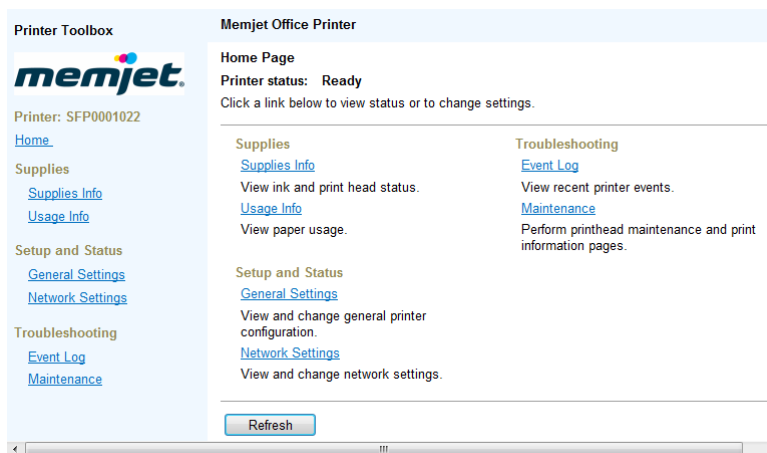 Printer Toolbox
memjet.
Printer: SFP0001022
Home
Supplies
Supplies Info
Usage Info
Setup and Status
General Settings
Network Settings
Troubleshooting
Event Log
Maintenance
Memjet Office Printer
Home Page
Printer status: Ready
Click a link below to view status or to change settings.
Supplies
Supplies Info
View ink and print head status.
Usage Info
View paper usage.
Setup and Status
General Settings
View and change general printer
configuration.
Network Settings
View and change network settings.
Troubleshooting
Event Log
View recent printer events.
Maintenance
Perform printhead maintenance and print
information pages.
Refresh